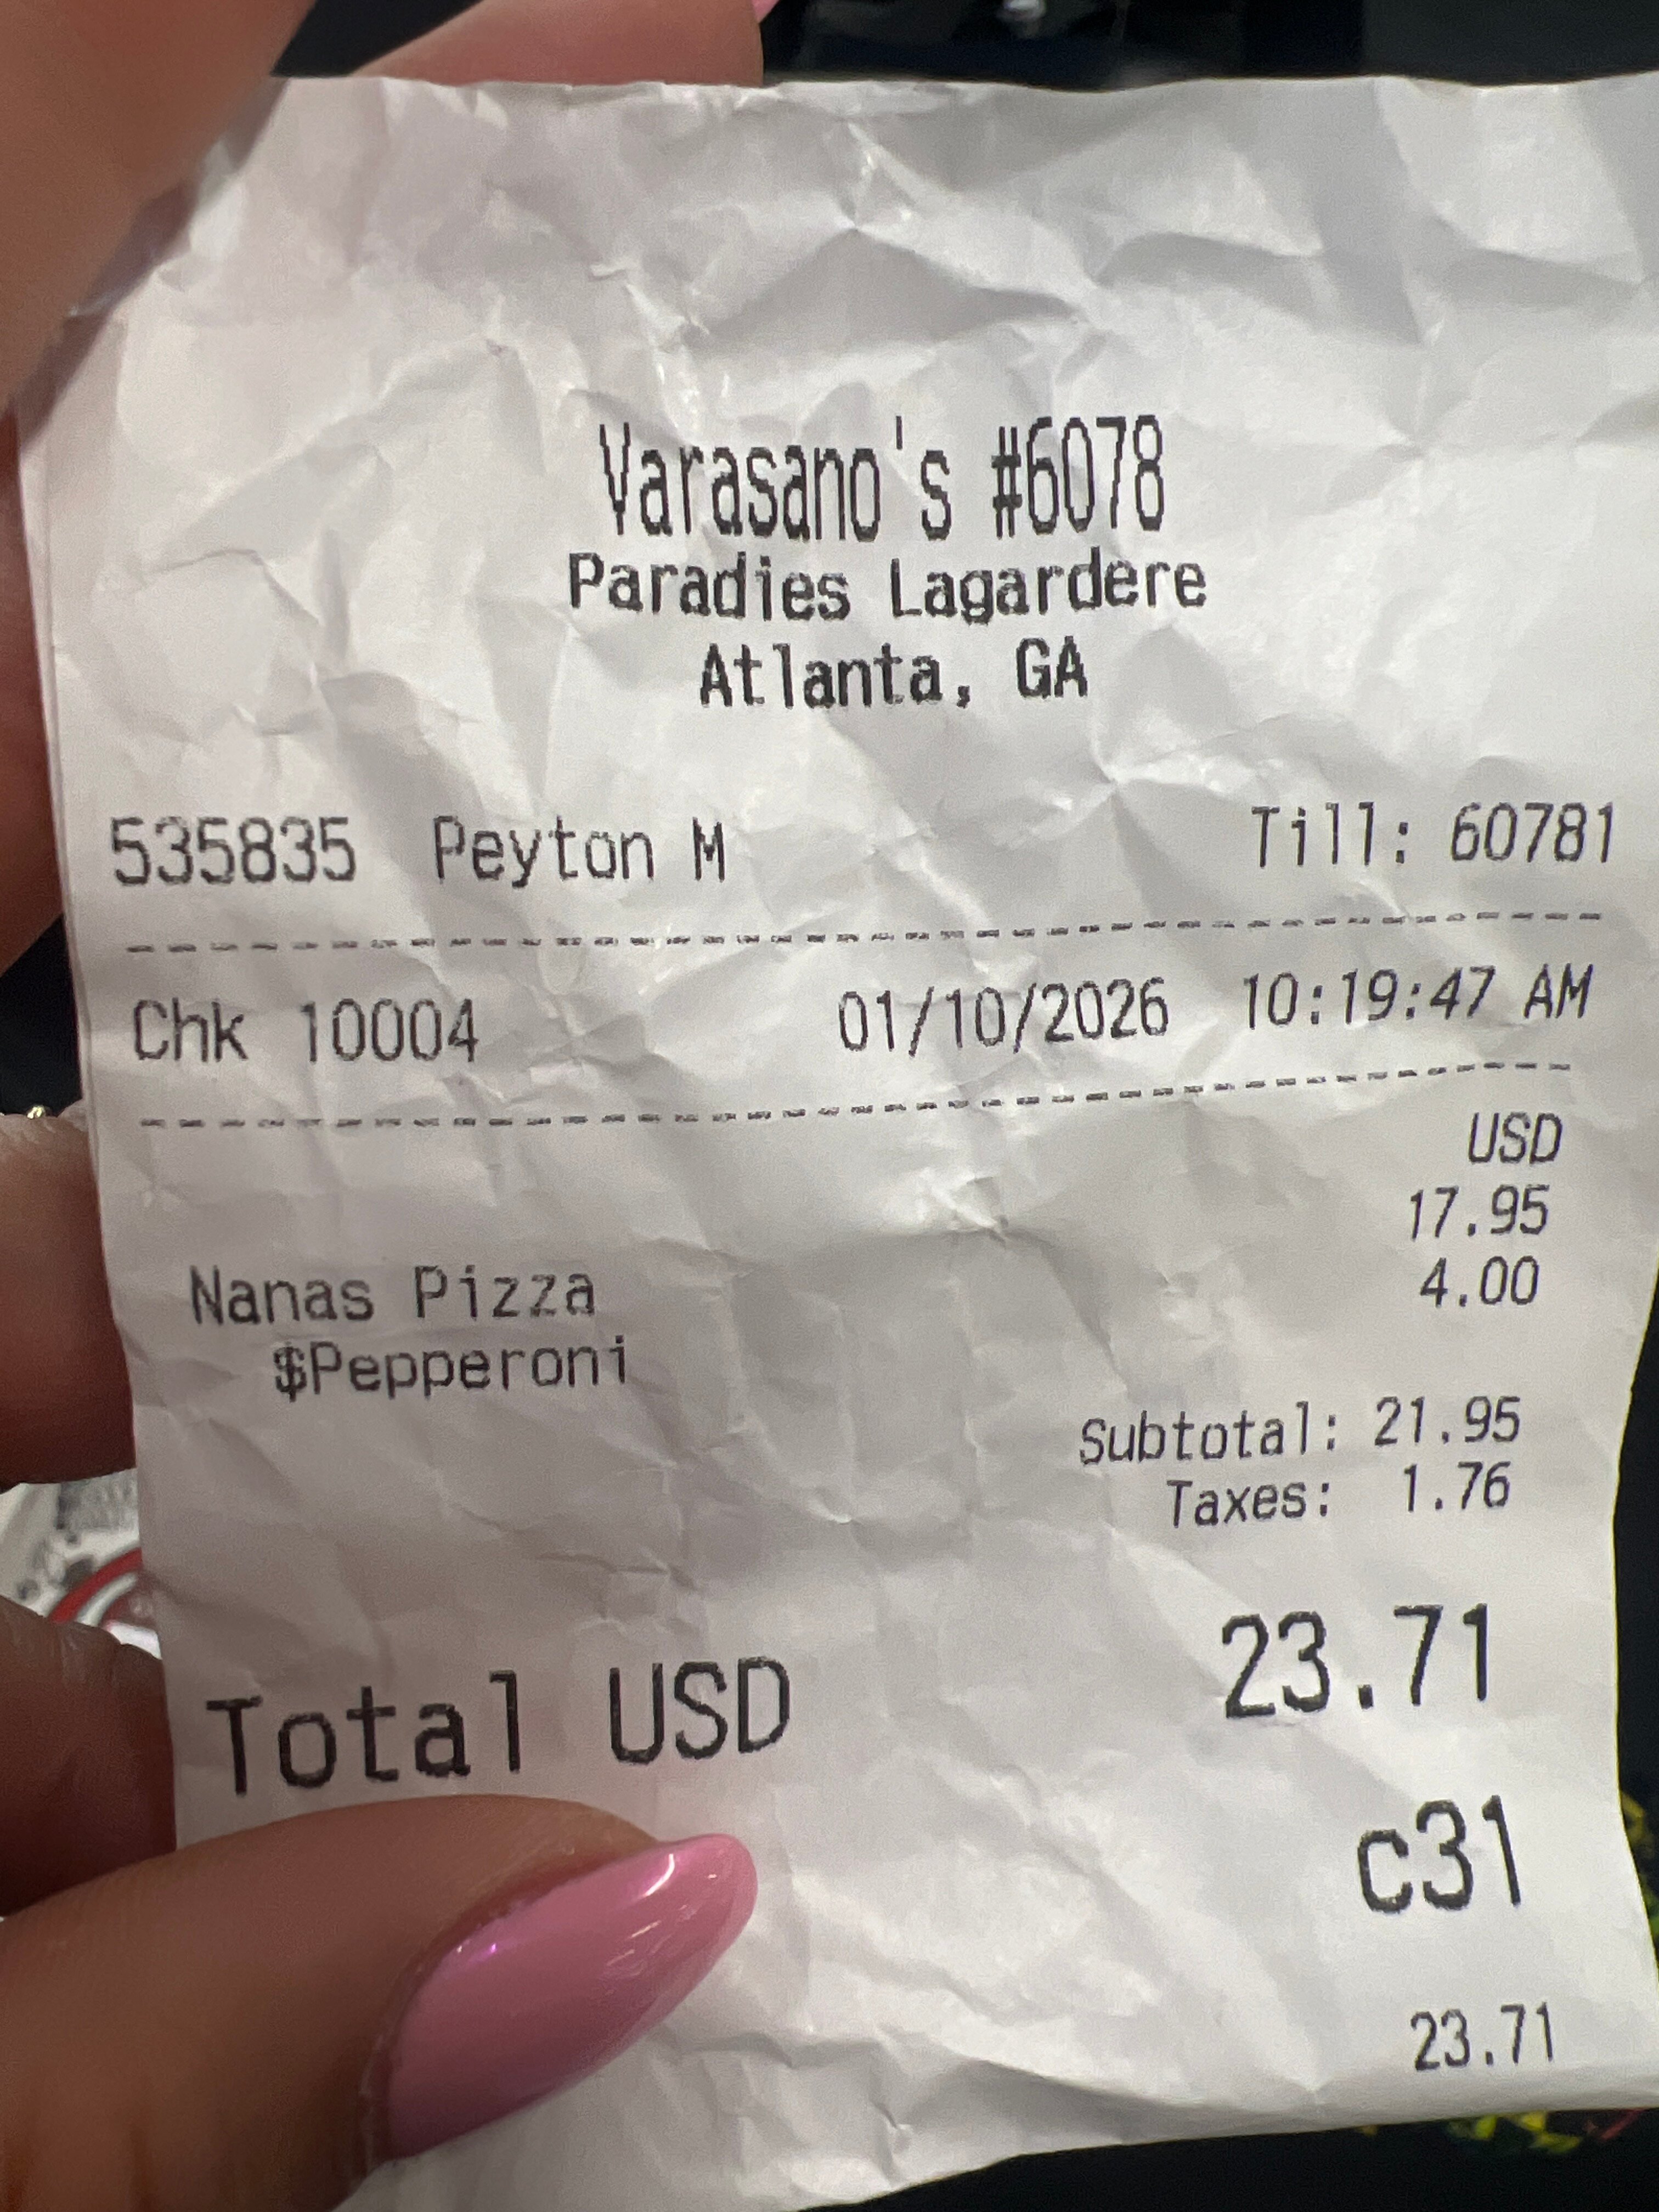 Varasano's #6078
Paradies Lagardere
Atlanta, GA
535835 Peyton M Till: 60781
Chk 10004 01/10/2026 10:19:47 AM
USD
Nanas Pizza 17.95
$Pepperoni 4.00
Subtotal: 21.95
Taxes: 1.76
Total USD 23.71
c31
23.71